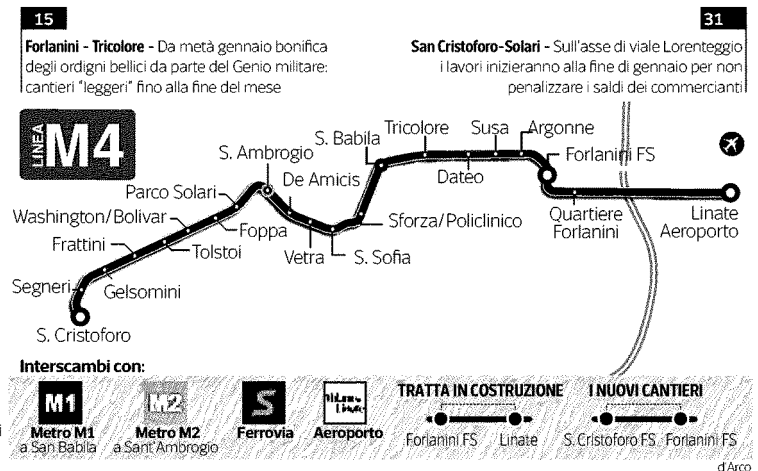 15
Forlanini - Tricolore - Da metà gennaio bonifica
degli ordigni bellici da parte del Genio militare:
cantieri "leggeri" fino alla fine del mese
31
San Cristoforo-Solari - Sull'asse di viale Lorenteggio
i lavori inizieranno alla fine di gennaio per non
penalizzare i saldi dei commercianti
LINEA M4
S. Babila
Tricolore
Susa
Argonne
Forlanini FS
S. Ambrogio
De Amicis
Dateo
Parco Solari
Washington/Bolivar
Foppa
Sforza/Policlinico
Quartiere
Forlanini
Linate
Aeroporto
Frattini
Tolstoi
Vetra
S. Sofia
Segneri
Gelsomini
S. Cristoforo
Interscambi con:
M1
Metro M1
a San Babila
M2
Metro M2
a Sant'Ambrogio
S
Ferrovia
Milano
Linate
Aeroporto
TRATTA IN COSTRUZIONE
Forlanini FS
Linate
I NUOVI CANTIERI
S. Cristoforo FS
Forlanini FS
d'Arco